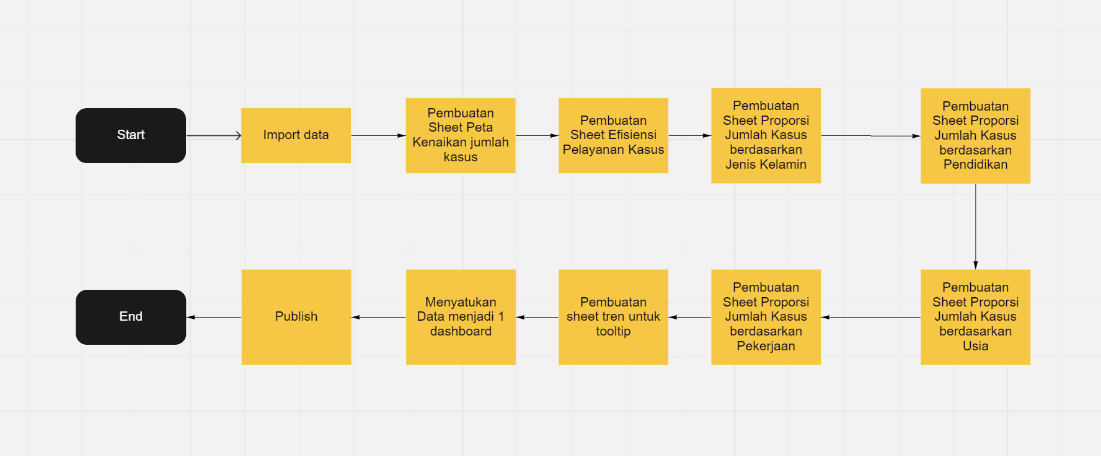 Start
Import data
Pembuatan
Sheet Peta
Kenaikan jumlah
kasus
Pembuatan
Sheet Efisiensi
Pelayanan Kasus
Pembuatan
Sheet Proporsi
Jumlah Kasus
berdasarkan
Jenis Kelamin
Pembuatan
Sheet Proporsi
Jumlah Kasus
berdasarkan
Pendidikan
Pembuatan
Sheet Proporsi
Jumlah Kasus
berdasarkan
Usia
Pembuatan
Sheet Proporsi
Jumlah Kasus
berdasarkan
Pekerjaan
Pembuatan
sheet tren untuk
tooltip
Menyatukan
Data menjadi 1
dashboard
Publish
End